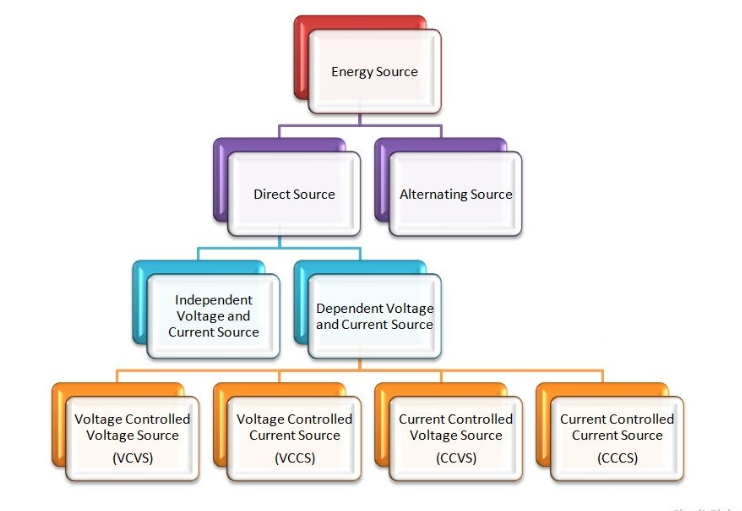 Energy Source
Direct Source
Alternating Source
Independent
Voltage and
Current Source
Dependent Voltage
and Current Source
Voltage Controlled
Voltage Source
(VCVS)
Voltage Controlled
Current Source
(VCCS)
Current Controlled
Voltage Source
(CCVS)
Current Controlled
Current Source
(CCCS)